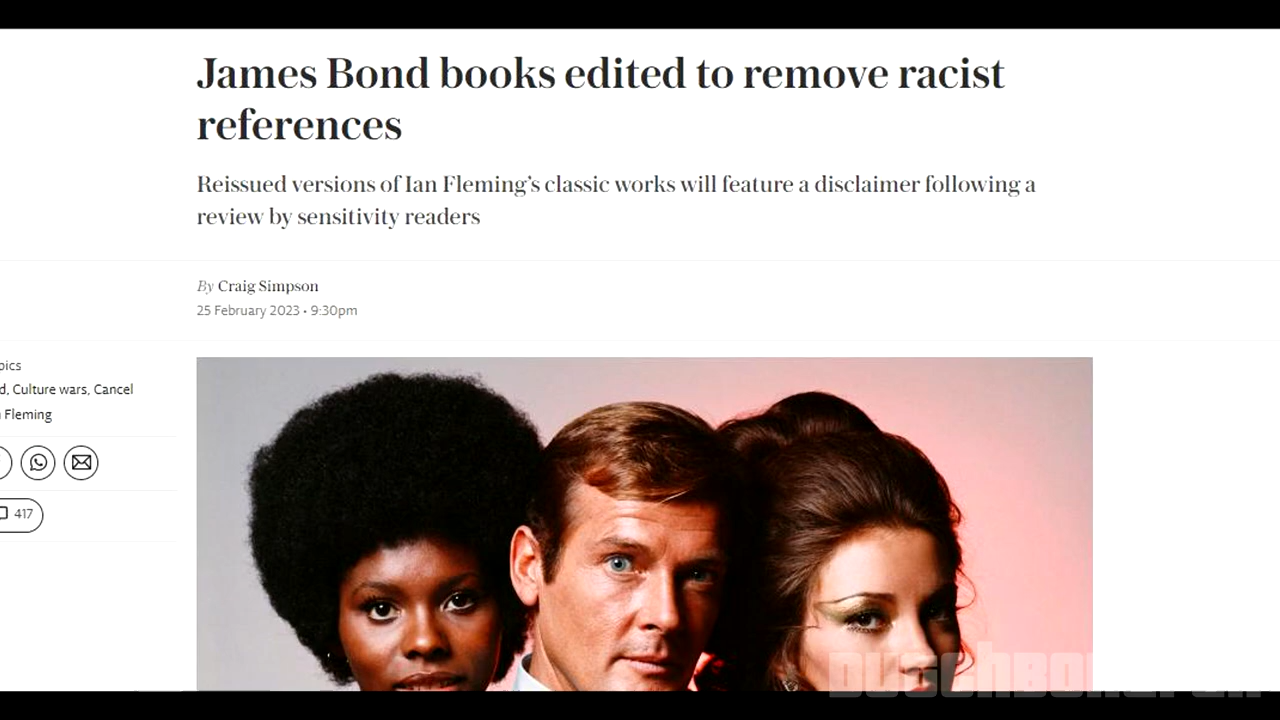 James Bond books edited to remove racist
references
Reissued versions of Ian Fleming's classic works will feature a disclaimer following a
review by sensitivity readers
By Craig Simpson
25 February 2023 • 9:30pm
Culture wars, Cancel
Fleming
417